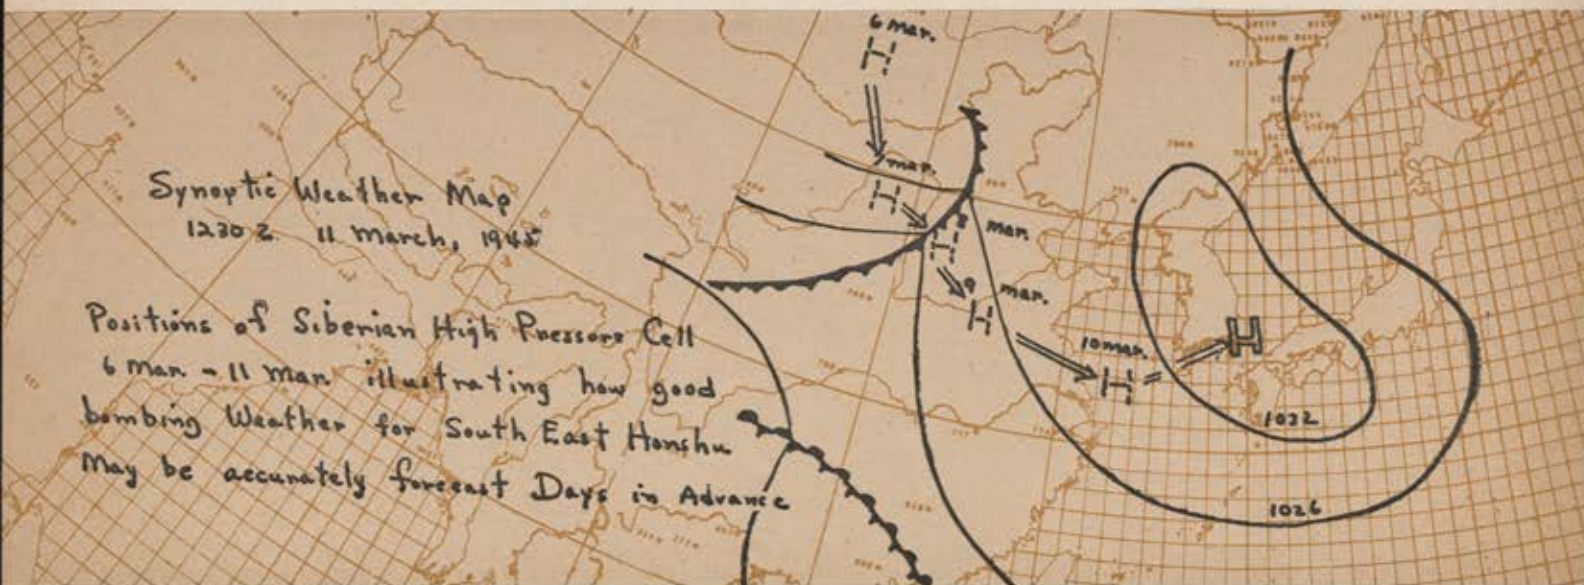 6 mar.
H
7 mar.
H
8 mar.
H
9 mar.
H
10 mar.
H
H
1032
1026
Synoptic Weather Map
1230 Z 11 March, 1945
Positions of Siberian High Pressure Cell
6 Mar - 11 Mar illustrating how good
bombing Weather for South East Honshu
May be accurately forecast Days in Advance